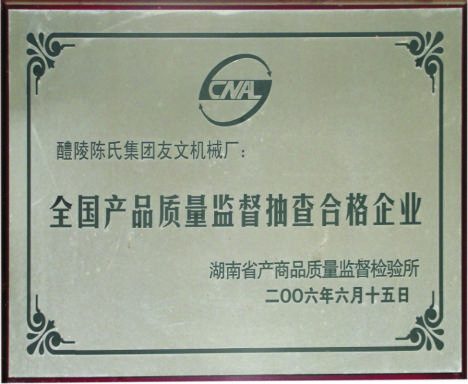 CNAL
醴陵陈氏集团友文机械厂：
全国产品质量监督抽查合格企业
湖南省产商品质量监督检验所
二OO六年六月十五日